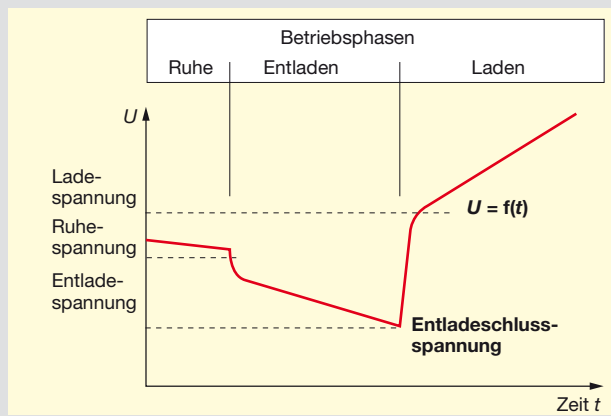 Betriebsphasen
Ruhe Entladen Laden
U
Lade-
spannung
U = f(t)
Ruhe-
spannung
Entlade-
spannung
Entladeschluss-
spannung
Zeit t